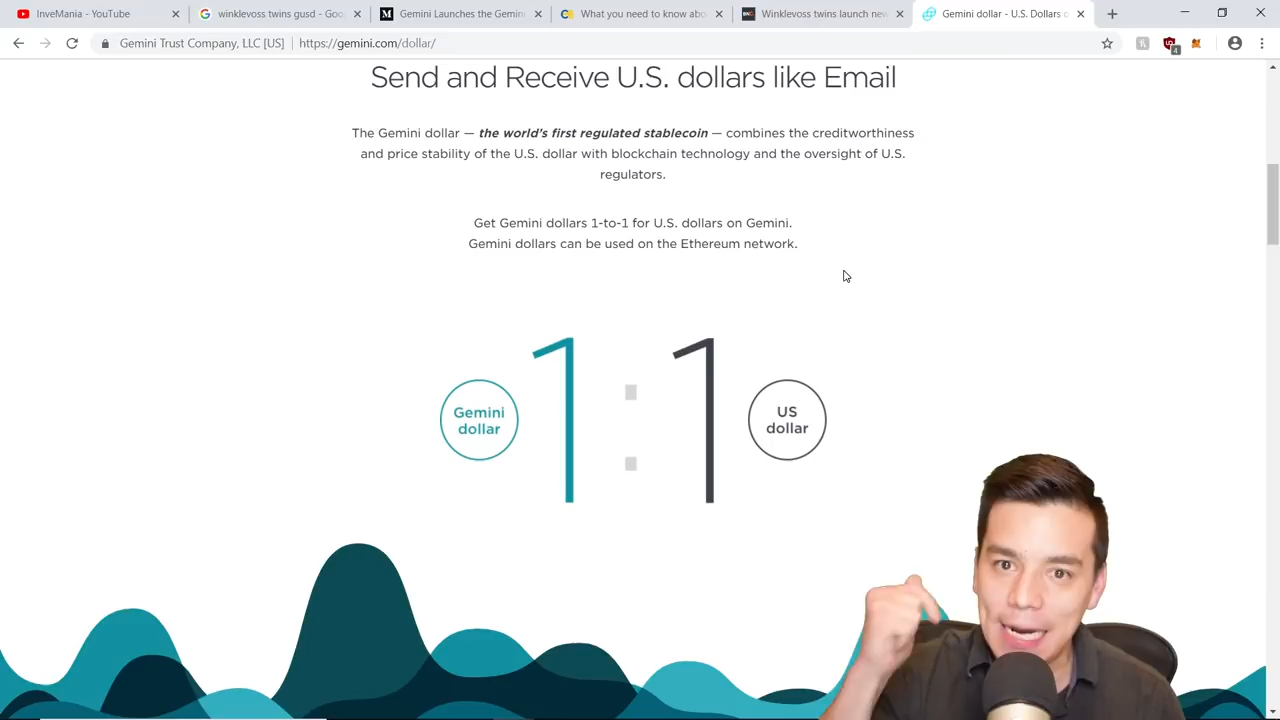 InveMania - YouTube
winklevoss twins gusd - Goo
Gemini Launches the Gemin
What you need to know abo
Winklevoss twins launch new
Gemini dollar - U.S. Dollars o
Gemini Trust Company, LLC [US]
https://gemini.com/dollar/
4
Send and Receive U.S. dollars like Email
The Gemini dollar — the world's first regulated stablecoin — combines the creditworthiness
and price stability of the U.S. dollar with blockchain technology and the oversight of U.S.
regulators.
Get Gemini dollars 1-to-1 for U.S. dollars on Gemini.
Gemini dollars can be used on the Ethereum network.
1 : 1
Gemini
dollar
US
dollar